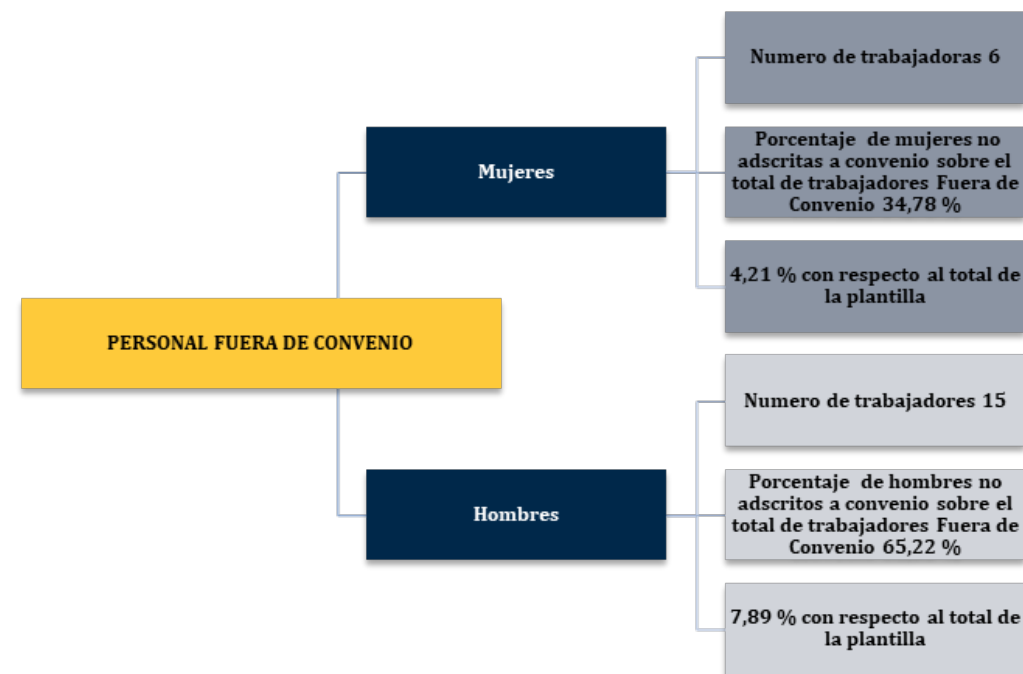 PERSONAL FUERA DE CONVENIO
Mujeres
Numero de trabajadoras 6
Porcentaje de mujeres no
adscritas a convenio sobre el
total de trabajadores Fuera de
Convenio 34,78 %
4,21 % con respecto al total de
la plantilla
Hombres
Numero de trabajadores 15
Porcentaje de hombres no
adscritos a convenio sobre el
total de trabajadores Fuera de
Convenio 65,22 %
7,89 % con respecto al total de
la plantilla